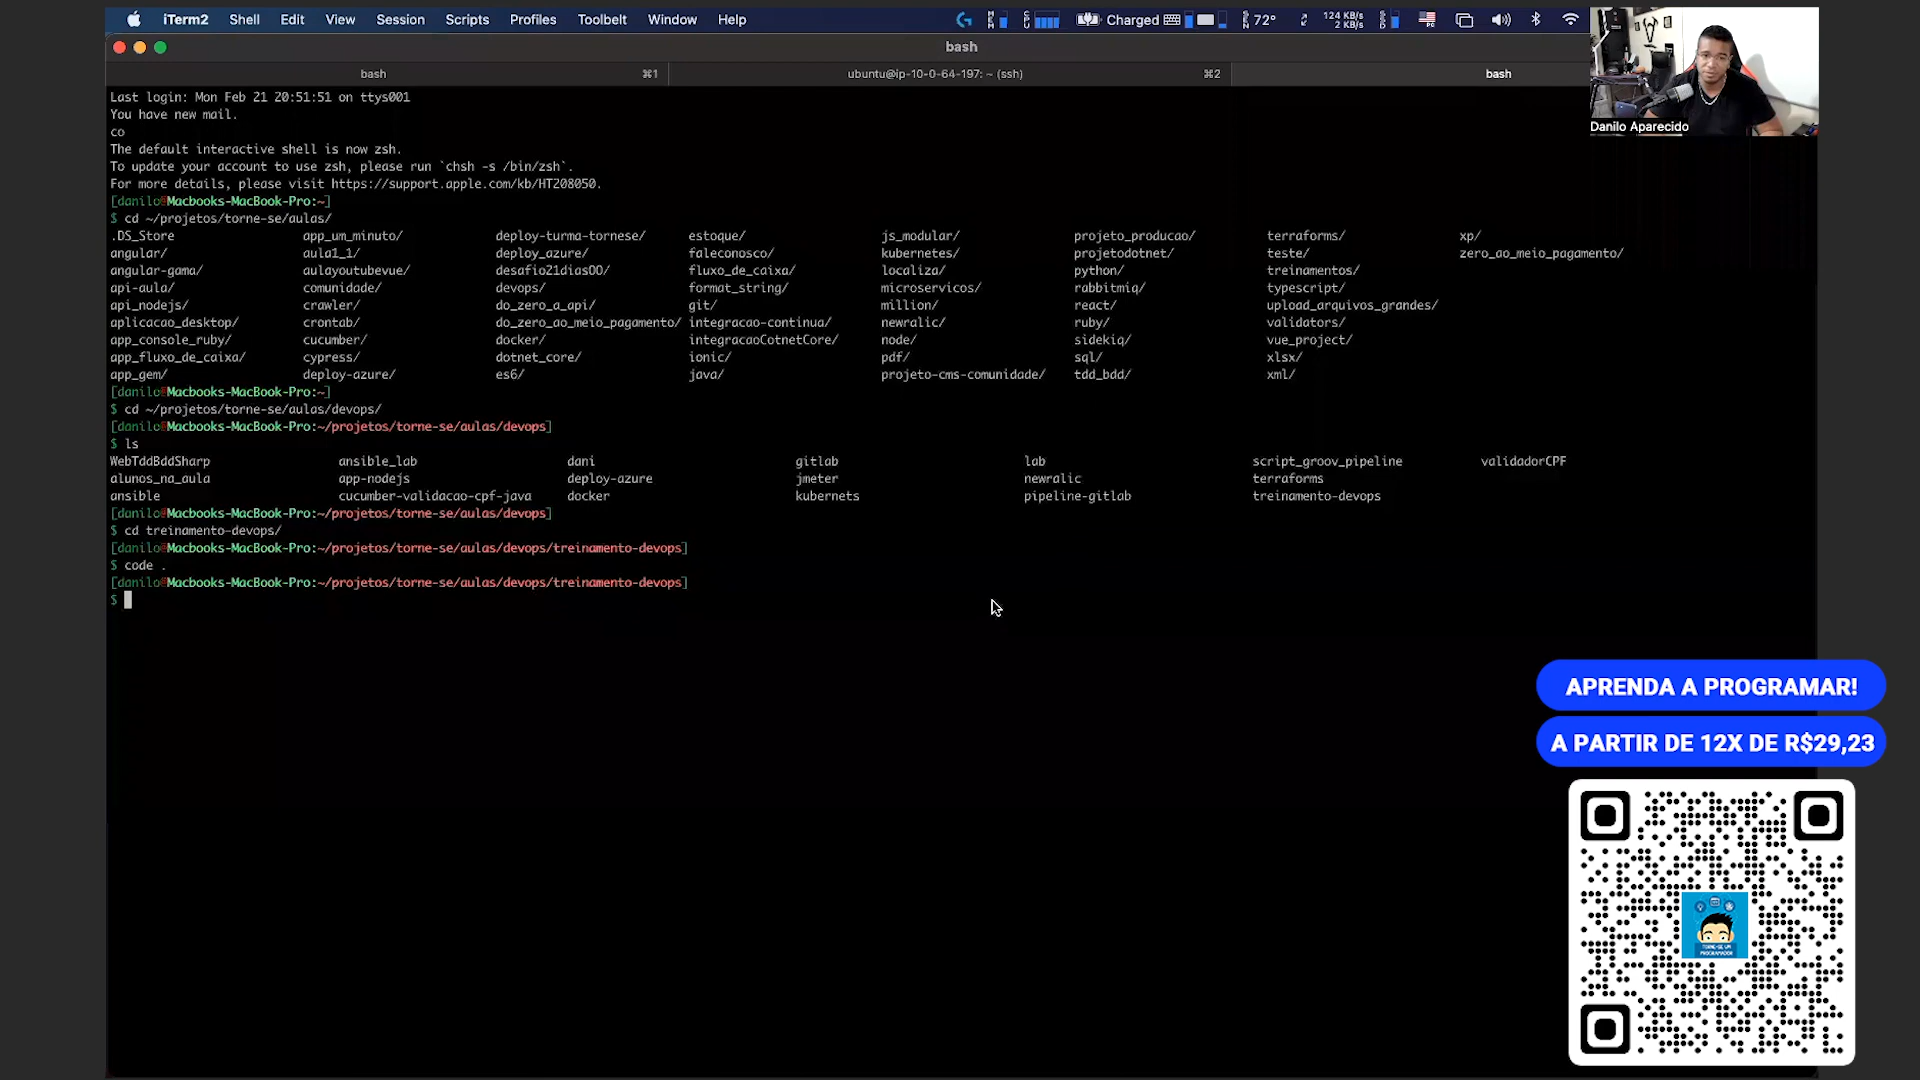 iTerm2 Shell Edit View Session Scripts Profiles Toolbelt Window Help Charged 72° 124 KB/s 2 KB/s
bash
bash ⌘1 ubuntu@ip-10-0-64-197: ~ (ssh) ⌘2 bash
Danilo Aparecido
Last login: Mon Feb 21 20:51:51 on ttys001
You have new mail.
co
The default interactive shell is now zsh.
To update your account to use zsh, please run `chsh -s /bin/zsh`.
For more details, please visit https://support.apple.com/kb/HT208050.
[danilo@Macbooks-MacBook-Pro:~]
$ cd ~/projetos/torne-se/aulas/
.DS_Store app_um_minuto/ deploy-turma-tornese/ estoque/ js_modular/ projeto_producao/ terraforms/ xp/
angular/ aula1_1/ deploy_azure/ faleconosco/ kubernetes/ projetodotnet/ teste/ zero_ao_meio_pagamento/
angular-gama/ aulayoutubevue/ desafio21diasOO/ fluxo_de_caixa/ localiza/ python/ treinamentos/
api-aula/ comunidade/ devops/ format_string/ microservicos/ rabbitmiq/ typescript/
api_nodejs/ crawler/ do_zero_a_api/ git/ million/ react/ upload_arquivos_grandes/
aplicacao_desktop/ crontab/ do_zero_ao_meio_pagamento/ integracao-continua/ newralic/ ruby/ validators/
app_console_ruby/ cucumber/ docker/ integracaoCotnetCore/ node/ sidekiq/ vue_project/
app_fluxo_de_caixa/ cypress/ dotnet_core/ ionic/ pdf/ sql/ xlsx/
app_gem/ deploy-azure/ es6/ java/ projeto-cms-comunidade/ tdd_bdd/ xml/
[danilo@Macbooks-MacBook-Pro:~]
$ cd ~/projetos/torne-se/aulas/devops/
[danilo@Macbooks-MacBook-Pro:~/projetos/torne-se/aulas/devops]
$ ls
WebTddBddSharp ansible_lab dani gitlab lab script_groov_pipeline validadorCPF
alunos_na_aula app-nodejs deploy-azure jmeter newralic terraforms
ansible cucumber-validacao-cpf-java docker kubernets pipeline-gitlab treinamento-devops
[danilo@Macbooks-MacBook-Pro:~/projetos/torne-se/aulas/devops]
$ cd treinamento-devops/
[danilo@Macbooks-MacBook-Pro:~/projetos/torne-se/aulas/devops/treinamento-devops]
$ code .
[danilo@Macbooks-MacBook-Pro:~/projetos/torne-se/aulas/devops/treinamento-devops]
$
APRENDA A PROGRAMAR!
A PARTIR DE 12X DE R$29,23
TORNE-SE UM
PROGRAMADOR